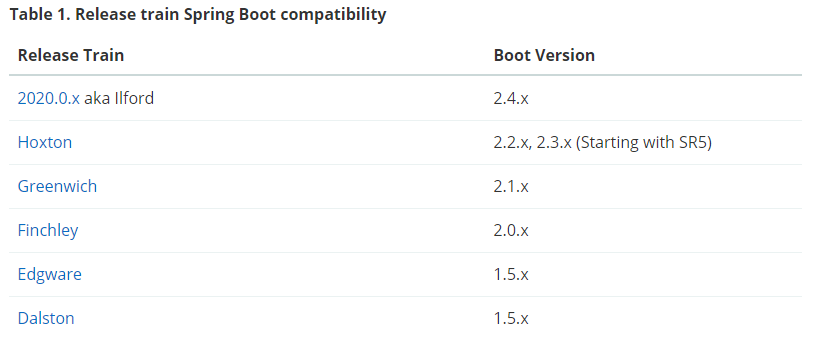 Table 1. Release train Spring Boot compatibility
Release Train Boot Version
2020.0.x aka Ilford 2.4.x
Hoxton 2.2.x, 2.3.x (Starting with SR5)
Greenwich 2.1.x
Finchley 2.0.x
Edgware 1.5.x
Dalston 1.5.x